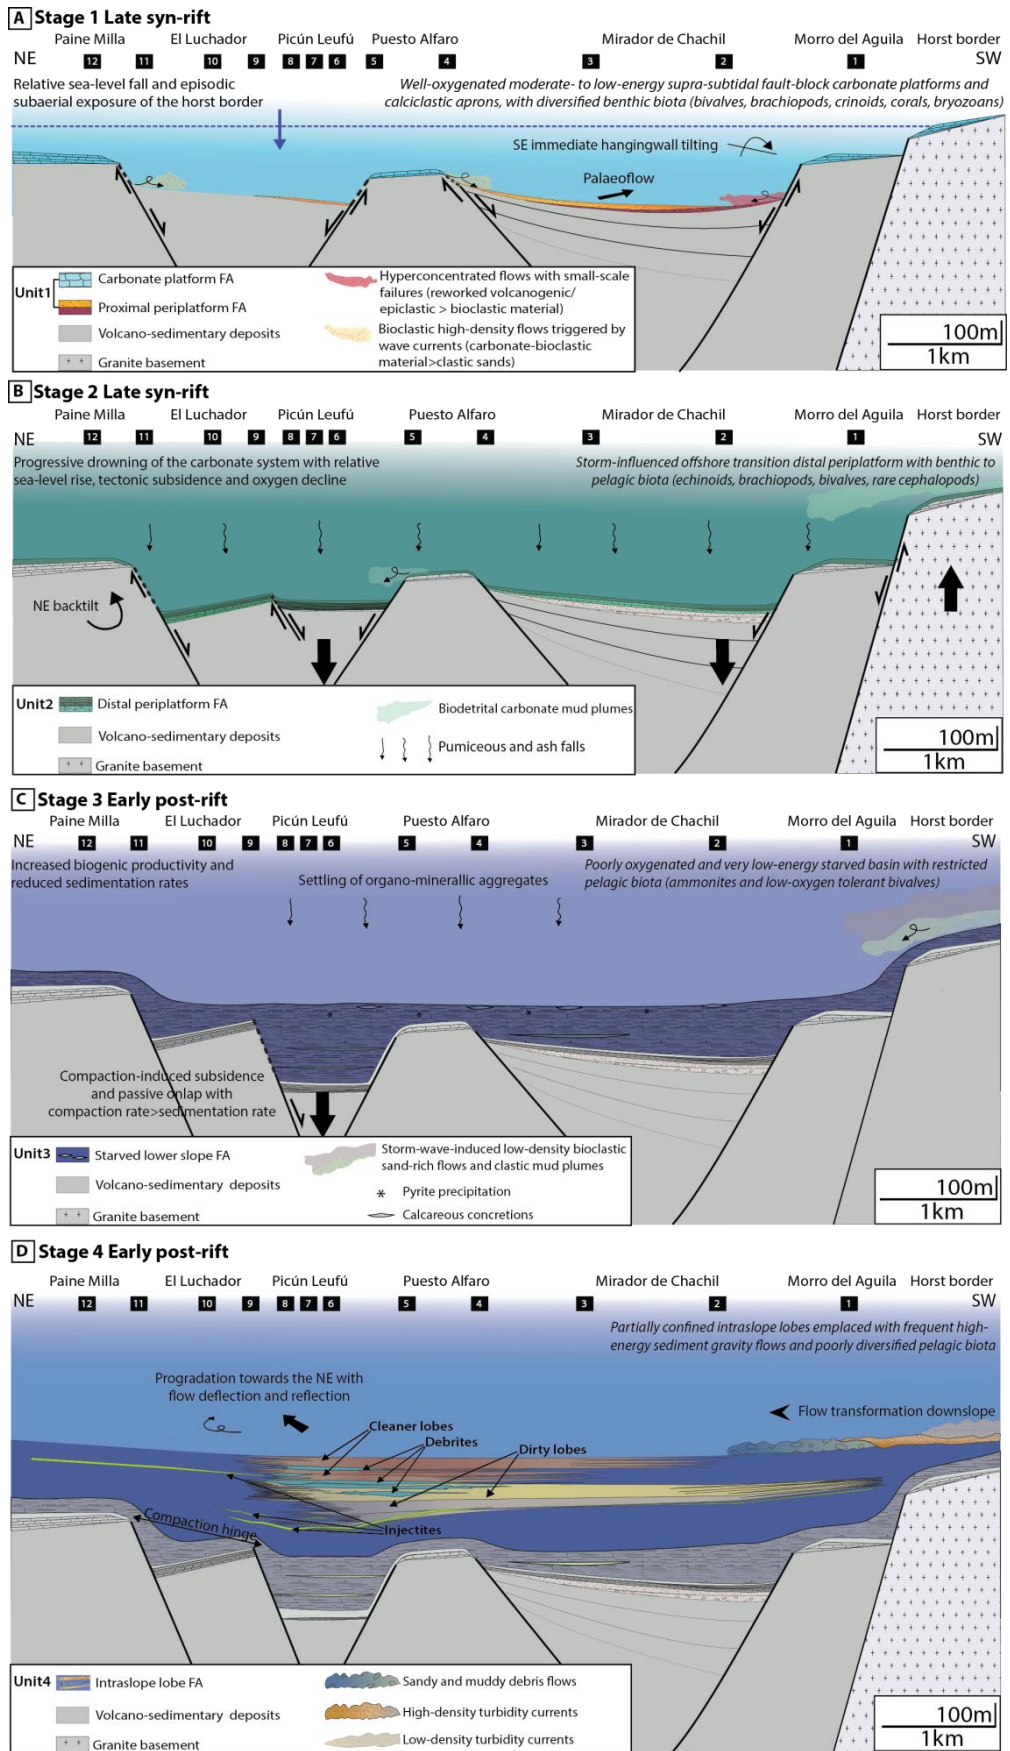 A Stage 1 Late syn-rift
Paine Milla El Luchador Picún Leufú Puesto Alfaro Mirador de Chachil Morro del Aguila Horst border
NE 12 11 10 9 8 7 6 5 4 3 2 1 SW
Relative sea-level fall and episodic
subaerial exposure of the horst border
Well-oxygenated moderate- to low-energy supra-subtidal fault-block carbonate platforms and
calciclastic aprons, with diversified benthic biota (bivalves, brachiopods, crinoids, corals, bryozoans)
SE immediate hangingwall tilting
Palaeoflow
Unit1
Carbonate platform FA
Proximal periplatform FA
Volcano-sedimentary deposits
Granite basement
Hyperconcentrated flows with small-scale
failures (reworked volcanogenic/
epiclastic > bioclastic material)
Bioclastic high-density flows triggered by
wave currents (carbonate-bioclastic
material>clastic sands)
100m
1km
B Stage 2 Late syn-rift
Paine Milla El Luchador Picún Leufú Puesto Alfaro Mirador de Chachil Morro del Aguila Horst border
NE 12 11 10 9 8 7 6 5 4 3 2 1 SW
Progressive drowning of the carbonate system with relative
sea-level rise, tectonic subsidence and oxygen decline
Storm-influenced offshore transition distal periplatform with benthic to
pelagic biota (echinoids, brachiopods, bivalves, rare cephalopods)
NE backtilt
Unit2
Distal periplatform FA
Volcano-sedimentary deposits
Granite basement
Biodetrital carbonate mud plumes
Pumiceous and ash falls
100m
1km
C Stage 3 Early post-rift
Paine Milla El Luchador Picún Leufú Puesto Alfaro Mirador de Chachil Morro del Aguila Horst border
NE 12 11 10 9 8 7 6 5 4 3 2 1 SW
Increased biogenic productivity and
reduced sedimentation rates
Settling of organo-minerallic aggregates
Poorly oxygenated and very low-energy starved basin with restricted
pelagic biota (ammonites and low-oxygen tolerant bivalves)
Compaction-induced subsidence
and passive onlap with
compaction rate>sedimentation rate
Unit3
Starved lower slope FA
Volcano-sedimentary deposits
Granite basement
Storm-wave-induced low-density bioclastic
sand-rich flows and clastic mud plumes
Pyrite precipitation
Calcareous concretions
100m
1km
D Stage 4 Early post-rift
Paine Milla El Luchador Picún Leufú Puesto Alfaro Mirador de Chachil Morro del Aguila Horst border
NE 12 11 10 9 8 7 6 5 4 3 2 1 SW
Partially confined intraslope lobes emplaced with frequent high-
energy sediment gravity flows and poorly diversified pelagic biota
Progradation towards the NE with
flow deflection and reflection
Flow transformation downslope
Cleaner lobes
Debrites
Dirty lobes
Compaction hinge
Injectites
Unit4
Intraslope lobe FA
Volcano-sedimentary deposits
Granite basement
Sandy and muddy debris flows
High-density turbidity currents
Low-density turbidity currents
100m
1km